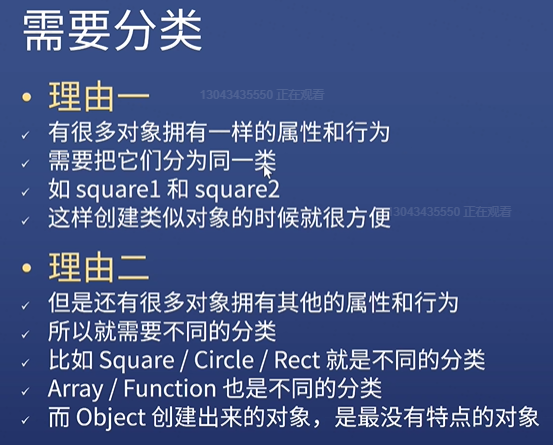 需要分类
• 理由一
13043435550 正在观看
✓ 有很多对象拥有一样的属性和行为
✓ 需要把它们分为同一类
✓ 如 square1 和 square2
✓ 这样创建类似对象的时候就很方便
13043435550 正在观看
• 理由二
✓ 但是还有很多对象拥有其他的属性和行为
✓ 所以就需要不同的分类
✓ 比如 Square / Circle / Rect 就是不同的分类
✓ Array / Function 也是不同的分类
✓ 而 Object 创建出来的对象，是最没有特点的对象